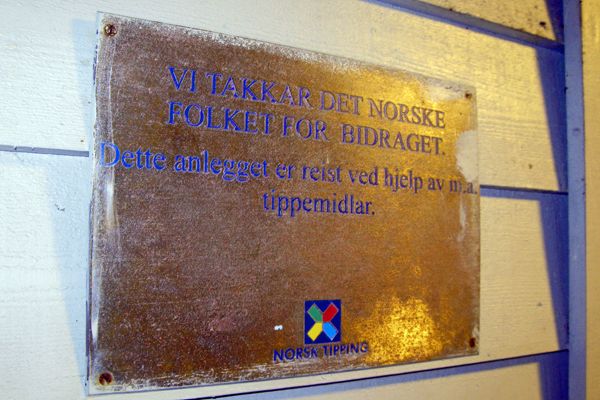 VI TAKKAR DET NORSKE
FOLKET FOR BIDRAGET.
Dette anlegget er reist ved hjelp av m.a.
tippemidlar.
NORSK TIPPING